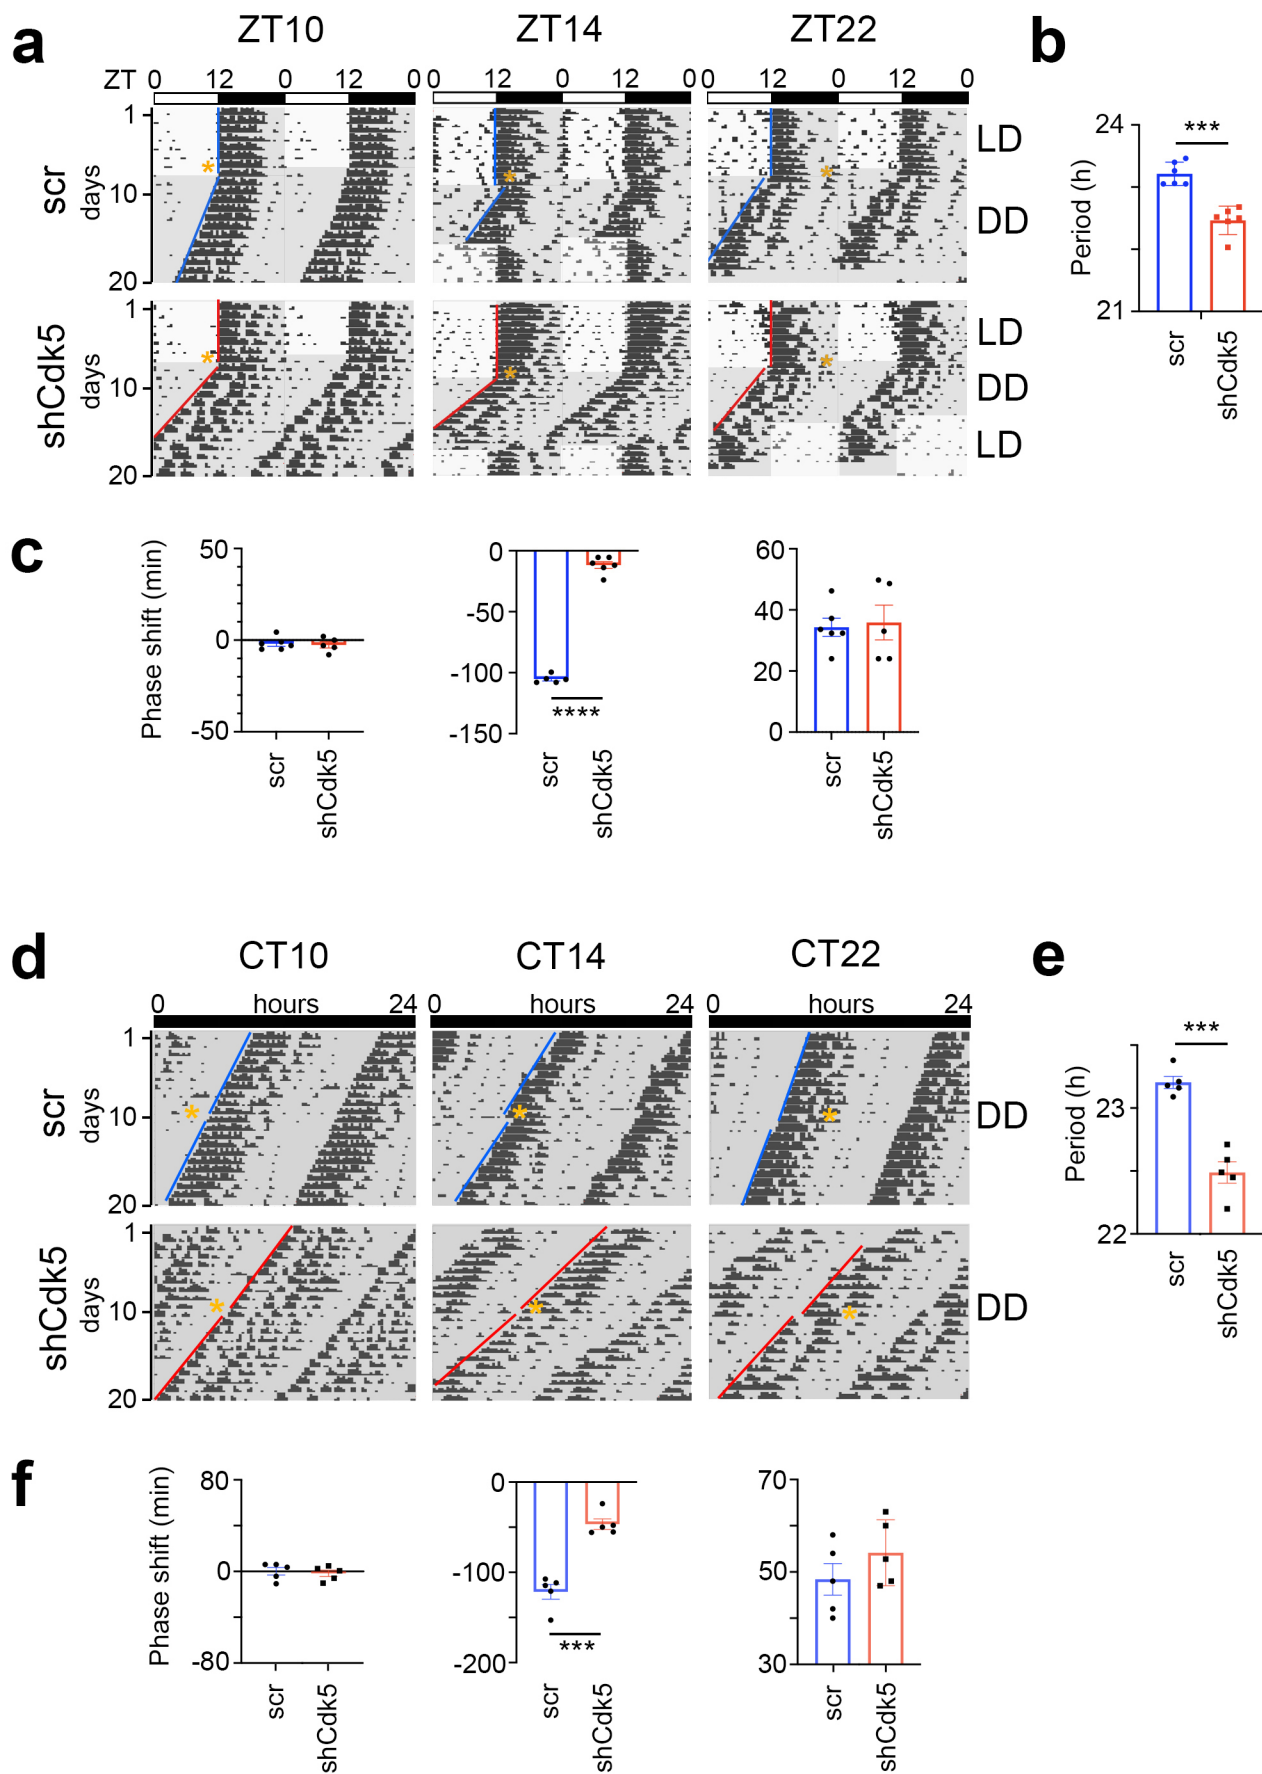 a ZT10 ZT14 ZT22 b
ZT 0 12 0 12 0 0 12 0 12 0 0 12 0 12 0
scr
days
1
10
20
LD
DD
shCdk5
days
1
10
20
LD
DD
LD
Period (h)
24
21
***
scr shCdk5
c
Phase shift (min)
50
0
-50
scr shCdk5
0
-50
-100
-150
****
scr shCdk5
60
40
20
0
scr shCdk5
d CT10 CT14 CT22 e
0 hours 24 0 hours 24 0 hours 24
scr
days
1
10
20
DD
shCdk5
days
1
10
20
DD
Period (h)
23
22
***
scr shCdk5
f
Phase shift (min)
80
0
-80
scr shCdk5
0
-100
-200
***
scr shCdk5
70
50
30
scr shCdk5